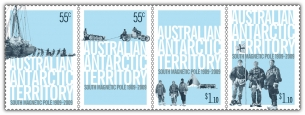 55c
AUSTRALIAN
ANTARCTIC
TERRITORY
SOUTH MAGNETIC POLE 1909-2009
55c
AUSTRALIAN
ANTARCTIC
TERRITORY
SOUTH MAGNETIC POLE 1909-2009
AUSTRALIAN
ANTARCTIC
TERRITORY
SOUTH MAGNETIC POLE 1909-2009
$1.10
AUSTRALIAN
ANTARCTIC
TERRITORY
SOUTH MAGNETIC POLE 1909-2009
$1.10